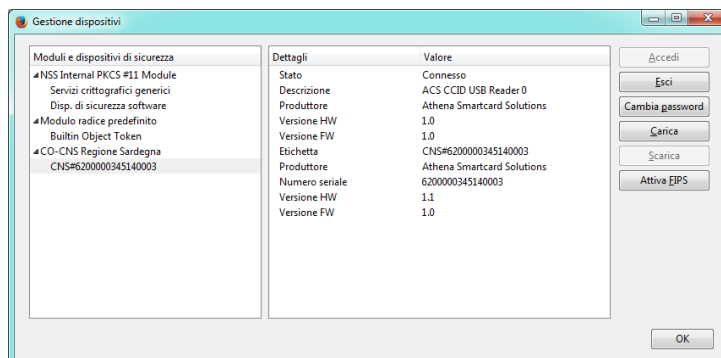 Gestione dispositivi
Moduli e dispositivi di sicurezza
NSS Internal PKCS #11 Module
Servizi crittografici generici
Disp. di sicurezza software
Modulo radice predefinito
Builtin Object Token
CO-CNS Regione Sardegna
CNS#6200000345140003
Dettagli Valore
Stato Connesso
Descrizione ACS CCID USB Reader 0
Produttore Athena Smartcard Solutions
Versione HW 1.0
Versione FW 1.0
Etichetta CNS#6200000345140003
Produttore Athena Smartcard Solutions
Numero seriale 6200000345140003
Versione HW 1.1
Versione FW 1.0
Accedi
Esci
Cambia password
Carica
Scarica
Attiva FIPS
OK